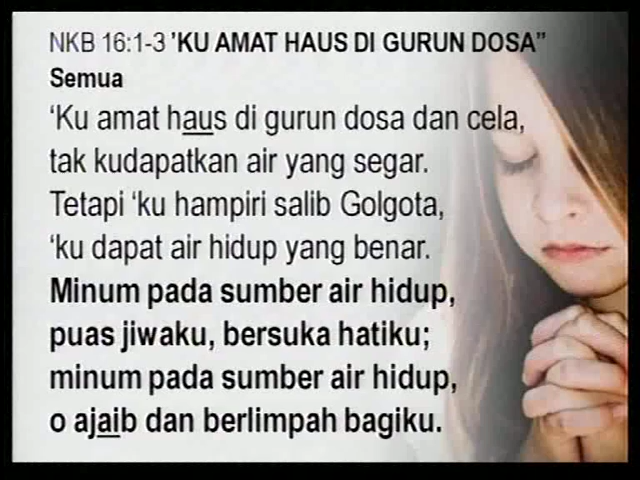 NKB 16:1-3 'KU AMAT HAUS DI GURUN DOSA”
Semua
‘Ku amat haus di gurun dosa dan cela,
tak kudapatkan air yang segar.
Tetapi ‘ku hampiri salib Golgota,
‘ku dapat air hidup yang benar.
Minum pada sumber air hidup,
puas jiwaku, bersuka hatiku;
minum pada sumber air hidup,
o ajaib dan berlimpah bagiku.